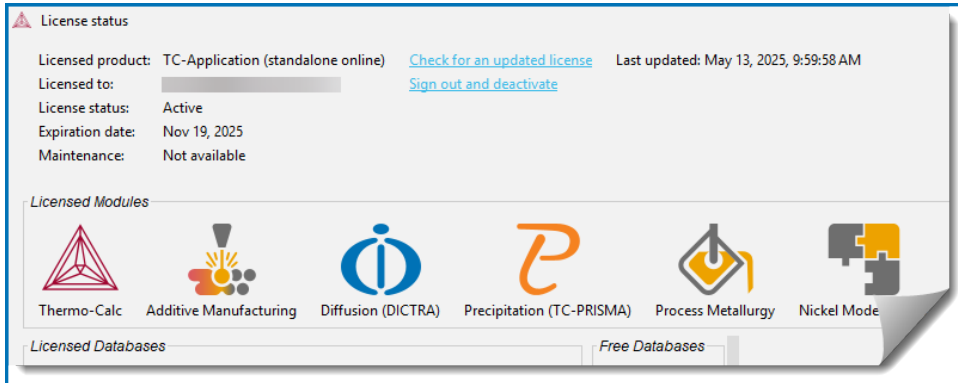 License status
Licensed product: TC-Application (standalone online) Check for an updated license Last updated: May 13, 2025, 9:59:58 AM
Licensed to: Sign out and deactivate
License status: Active
Expiration date: Nov 19, 2025
Maintenance: Not available
Licensed Modules
Thermo-Calc Additive Manufacturing Diffusion (DICTRA) Precipitation (TC-PRISMA) Process Metallurgy Nickel Mode
Licensed Databases Free Databases